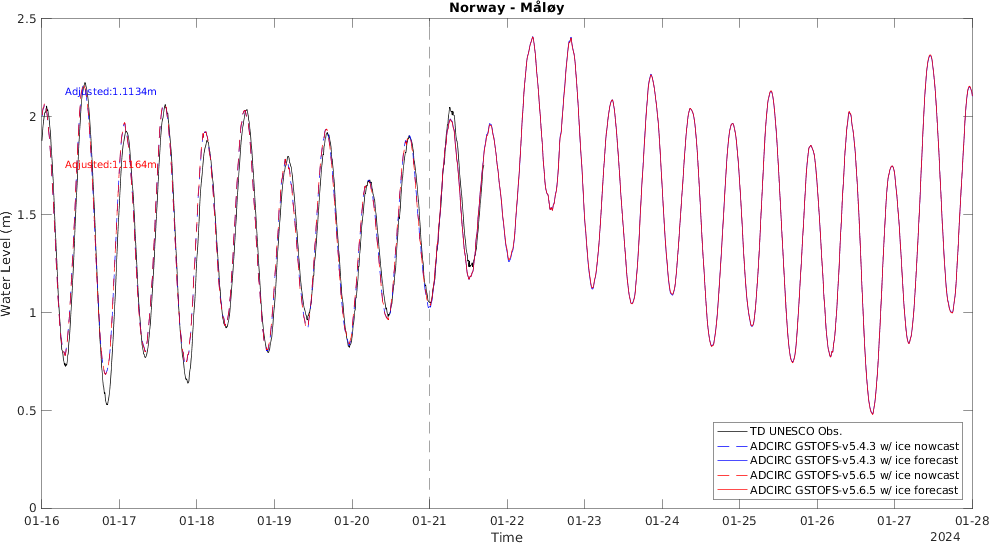 Norway - Måløy
2.5
2
1.5
1
0.5
0
Water Level (m)
Adjusted:1.1134m
Adjusted:1.1164m
TD UNESCO Obs.
ADCIRC GSTOFS-v5.4.3 w/ ice nowcast
ADCIRC GSTOFS-v5.4.3 w/ ice forecast
ADCIRC GSTOFS-v5.6.5 w/ ice nowcast
ADCIRC GSTOFS-v5.6.5 w/ ice forecast
01-16 01-17 01-18 01-19 01-20 01-21 01-22 01-23 01-24 01-25 01-26 01-27 01-28
Time
2024